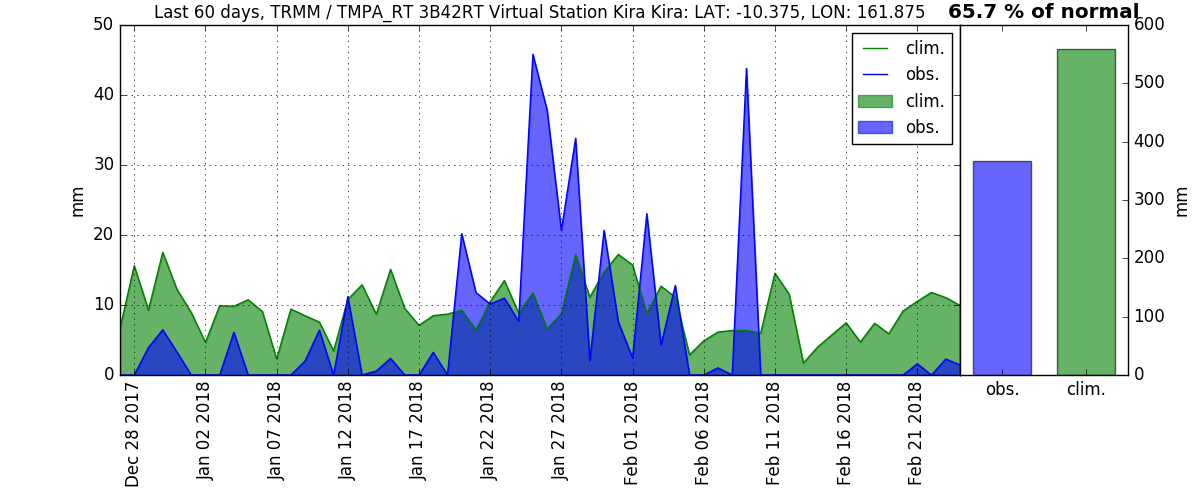 Last 60 days, TRMM / TMPA_RT 3B42RT Virtual Station Kira Kira: LAT: -10.375, LON: 161.875
65.7 % of normal
50
40
30
20
10
0
mm
clim.
obs.
clim.
obs.
600
500
400
300
200
100
0
mm
obs.
clim.
Dec 28 2017
Jan 02 2018
Jan 07 2018
Jan 12 2018
Jan 17 2018
Jan 22 2018
Jan 27 2018
Feb 01 2018
Feb 06 2018
Feb 11 2018
Feb 16 2018
Feb 21 2018